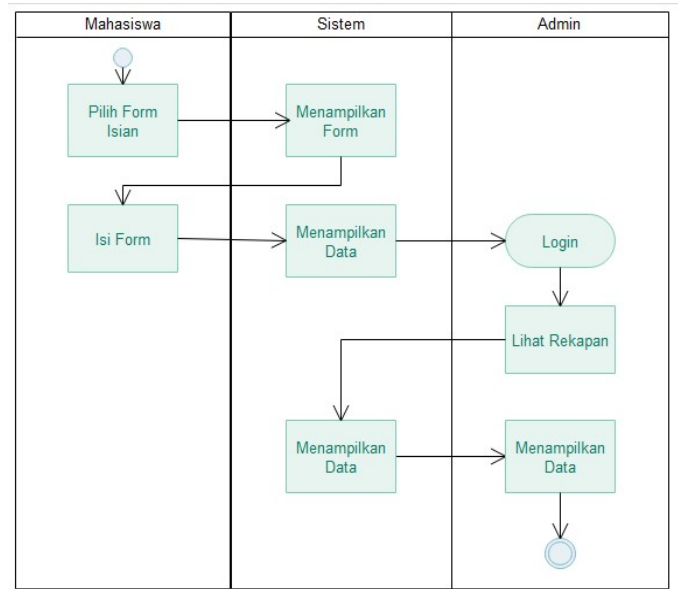 Mahasiswa
Sistem
Admin
Pilih Form
Isian
Menampilkan
Form
Isi Form
Menampilkan
Data
Login
Lihat Rekapan
Menampilkan
Data
Menampilkan
Data